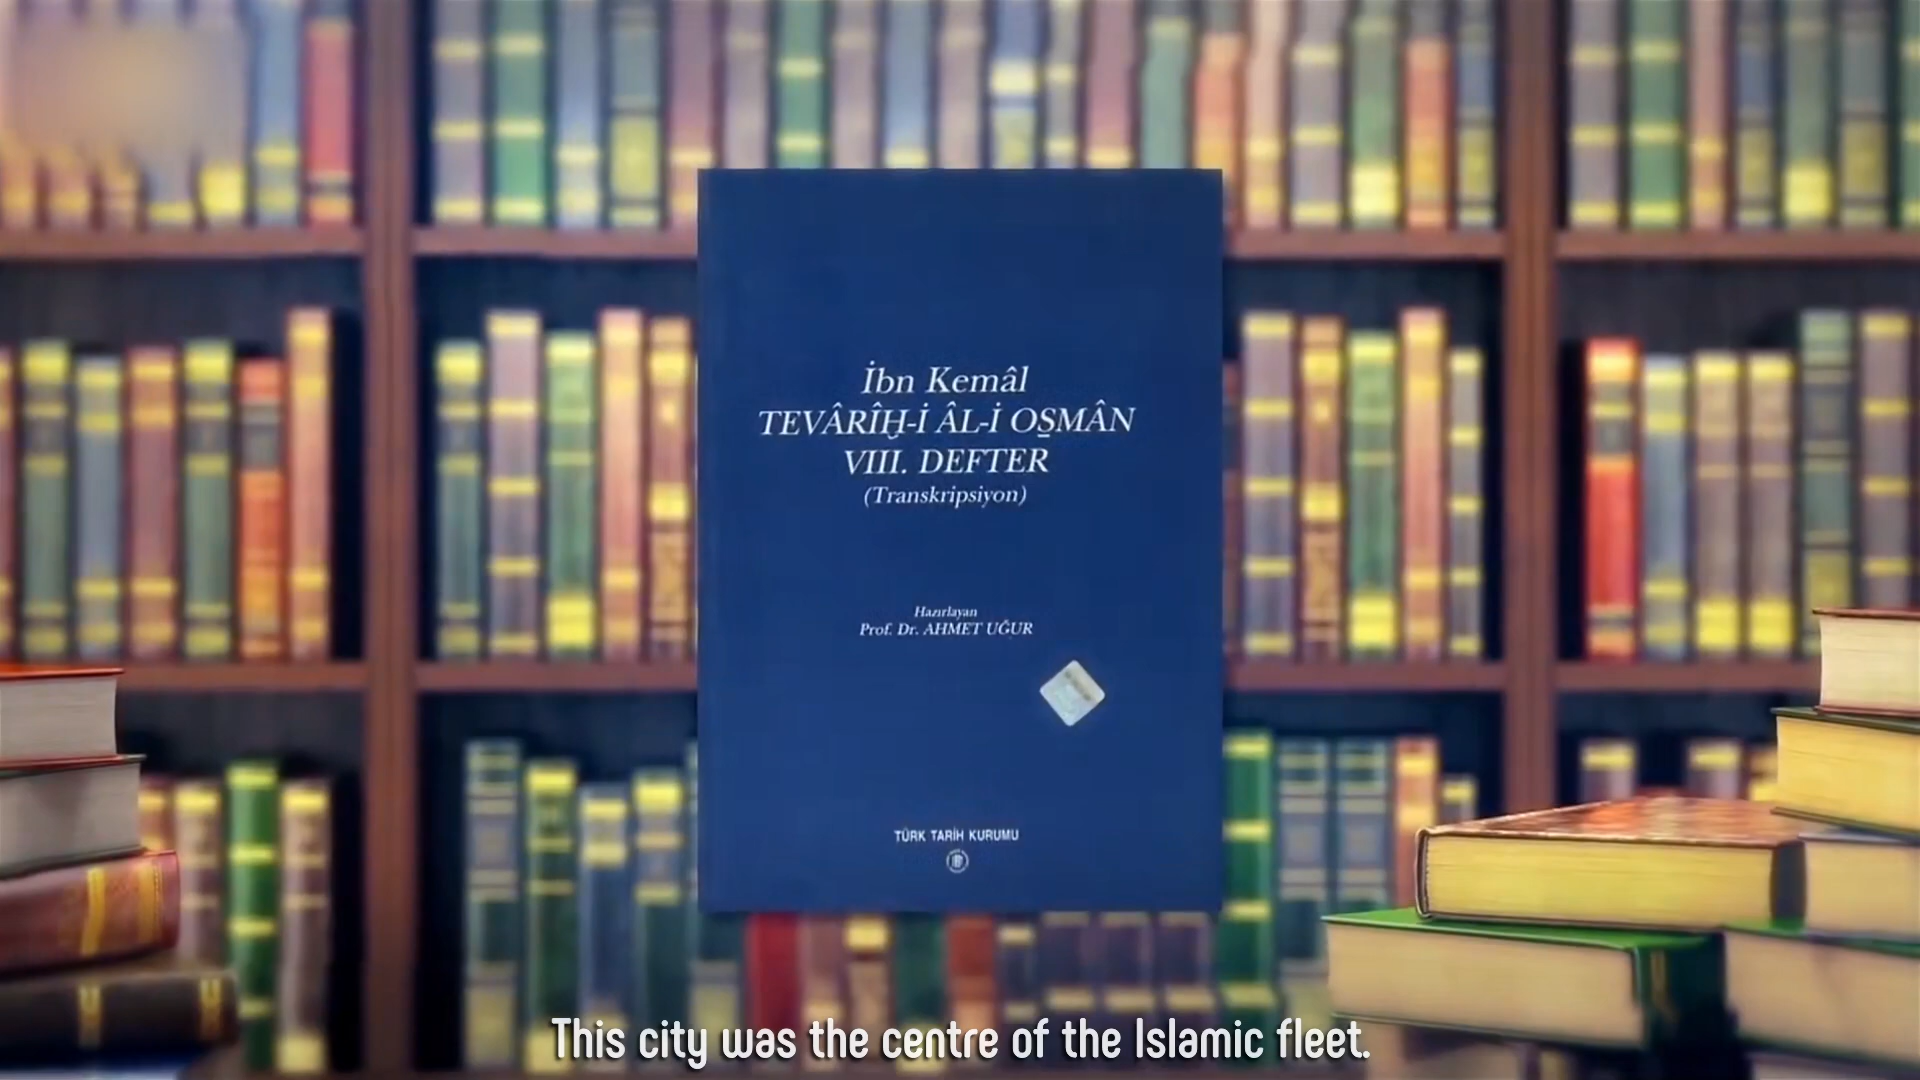 İbn Kemâl
TEVÂRÎḪ-İ ÂL-İ OS̱MÂN
VIII. DEFTER
(Transkripsiyon)
Hazırlayan
Prof. Dr. AHMET UĞUR
TÜRK TARİH KURUMU
This city was the centre of the Islamic fleet.